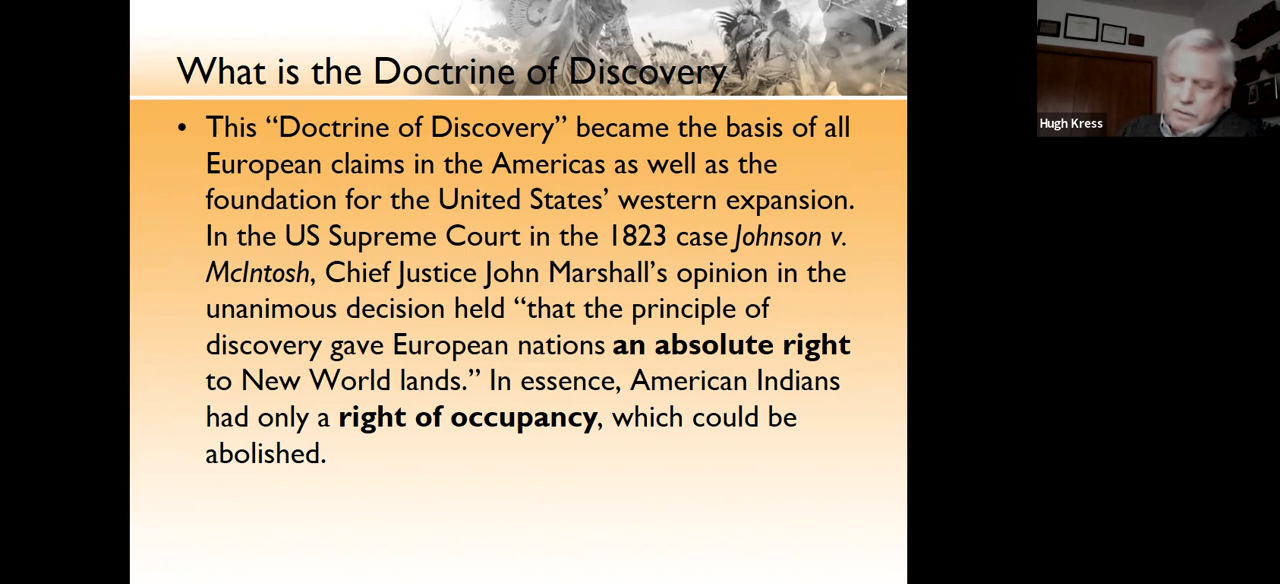 What is the Doctrine of Discovery
• This “Doctrine of Discovery” became the basis of all
European claims in the Americas as well as the
foundation for the United States’ western expansion.
In the US Supreme Court in the 1823 case Johnson v.
McIntosh, Chief Justice John Marshall’s opinion in the
unanimous decision held “that the principle of
discovery gave European nations an absolute right
to New World lands.” In essence, American Indians
had only a right of occupancy, which could be
abolished.
Hugh Kress